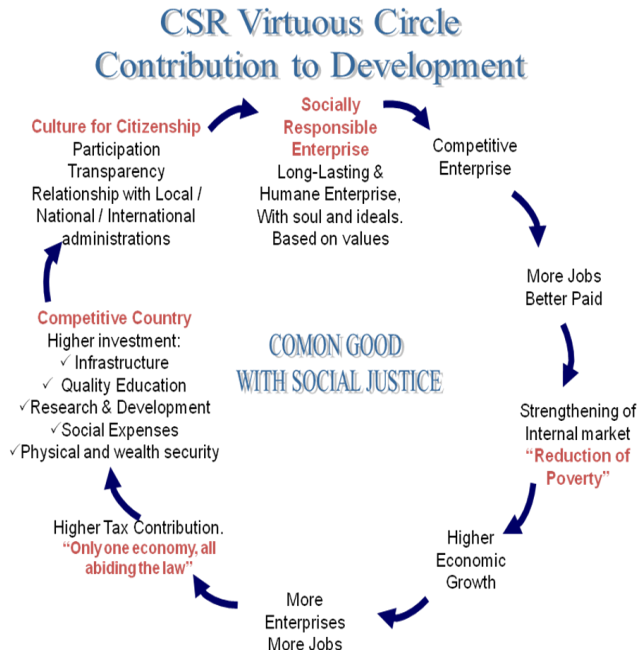 CSR Virtuous Circle
Contribution to Development
Socially
Responsible
Enterprise
Long-Lasting &
Humane Enterprise,
With soul and ideals.
Based on values
Competitive
Enterprise
More Jobs
Better Paid
Strengthening of
Internal market
“Reduction of
Poverty”
Higher
Economic
Growth
More
Enterprises
More Jobs
Higher Tax Contribution.
“Only one economy, all
abiding the law”
Competitive Country
Higher investment:
✓ Infrastructure
✓ Quality Education
✓Research & Development
✓Social Expenses
✓Physical and wealth security
Culture for Citizenship
Participation
Transparency
Relationship with Local /
National / International
administrations
COMON GOOD
WITH SOCIAL JUSTICE